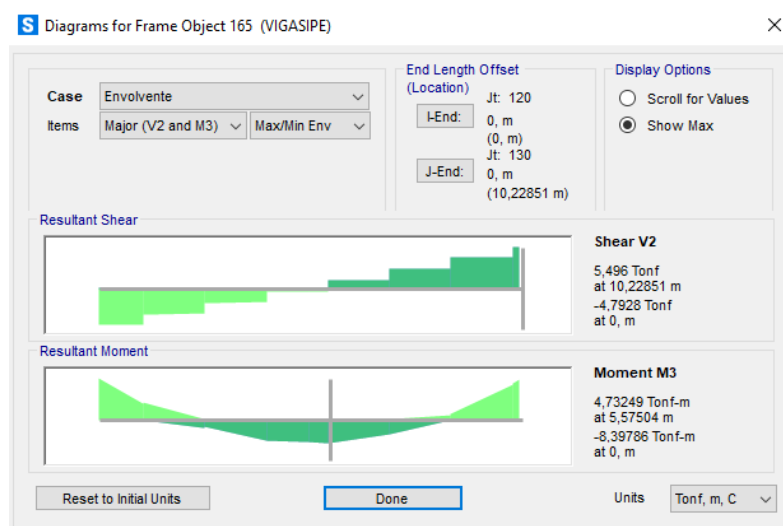 S Diagrams for Frame Object 165 (VIGASIPE)
Case Envolvente
Items Major (V2 and M3) Max/Min Env
End Length Offset
(Location)
Jt: 120
I-End: 0, m
(0, m)
Jt: 130
J-End: 0, m
(10,22851 m)
Display Options
Scroll for Values
Show Max
Resultant Shear
Shear V2
5,496 Tonf
at 10,22851 m
-4,7928 Tonf
at 0, m
Resultant Moment
Moment M3
4,73249 Tonf-m
at 5,57504 m
-8,39786 Tonf-m
at 0, m
Reset to Initial Units
Done
Units Tonf, m, C